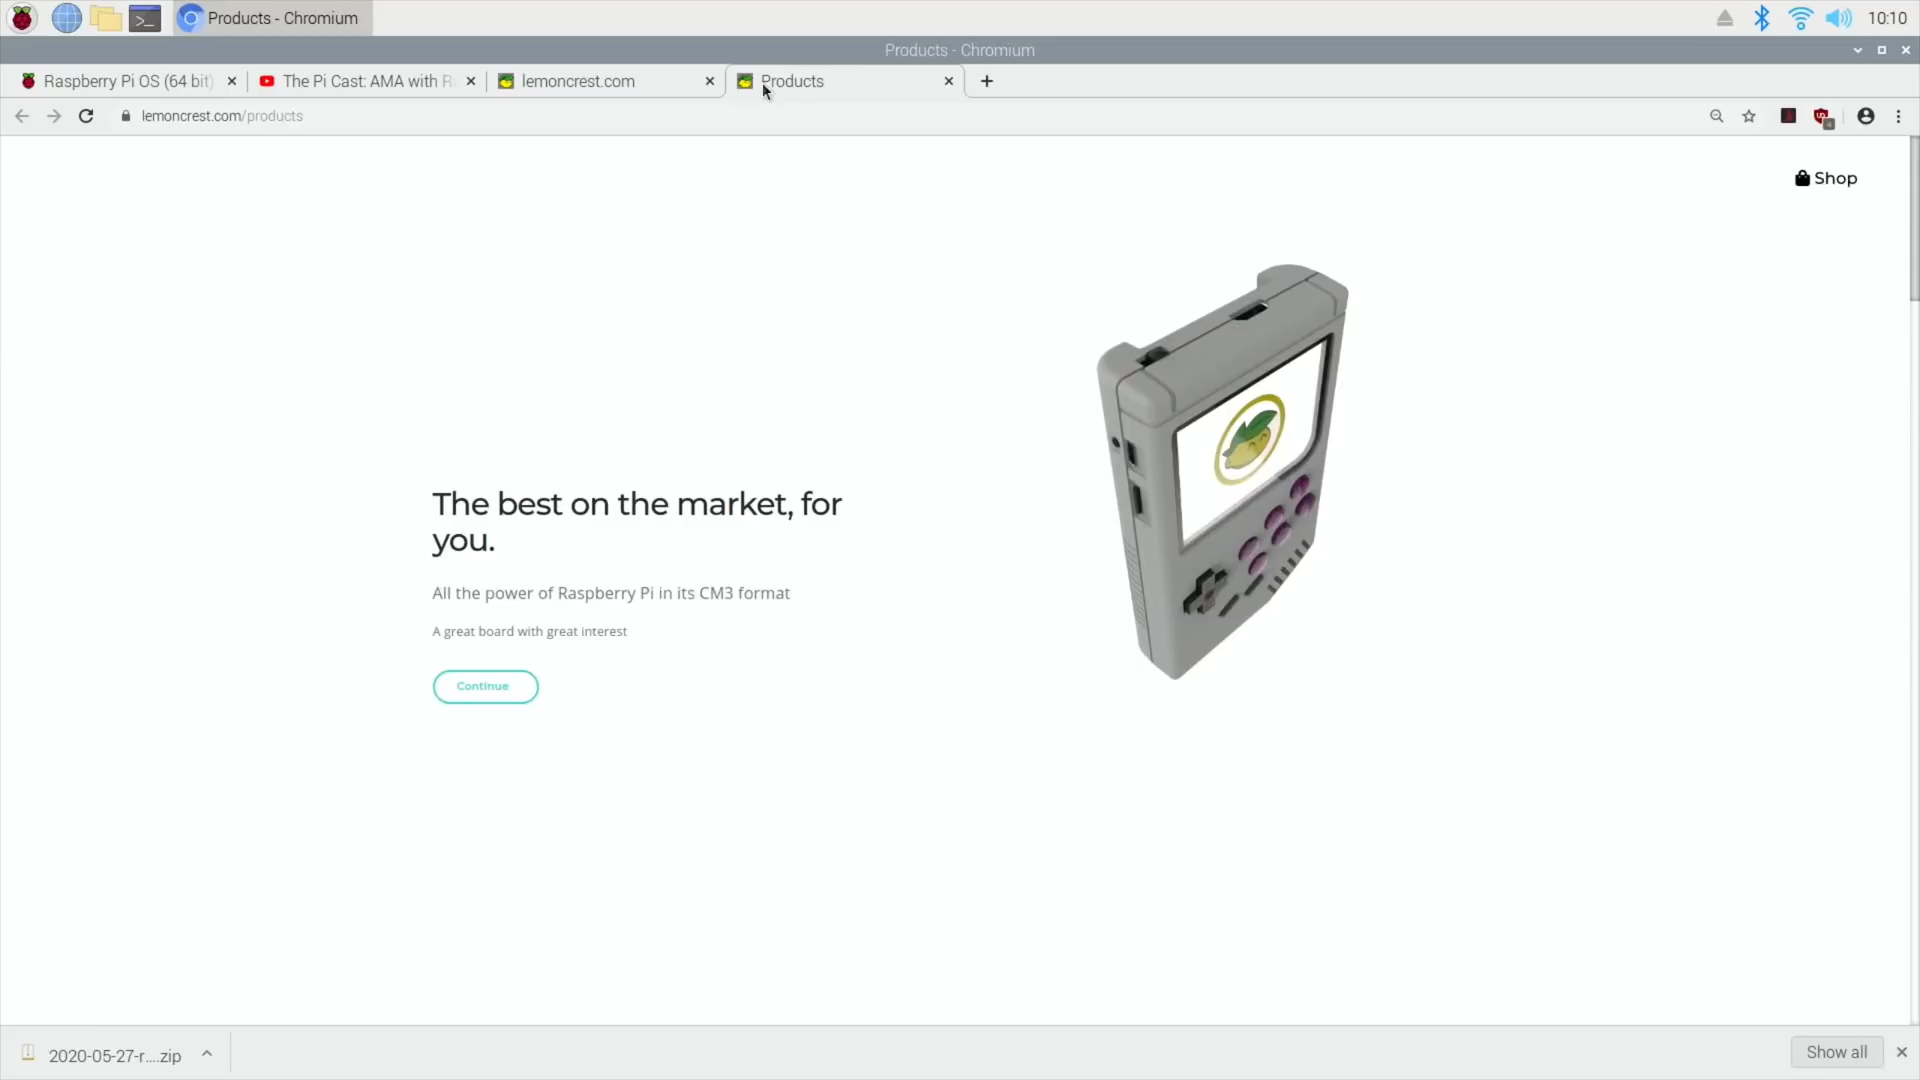 Products - Chromium
10:10
Products - Chromium
Raspberry Pi OS (64 bit)
The Pi Cast: AMA with R
lemoncrest.com
Products
lemoncrest.com/products
Shop
The best on the market, for
you.
All the power of Raspberry Pi in its CM3 format
A great board with great interest
Continue
2020-05-27-r....zip
Show all